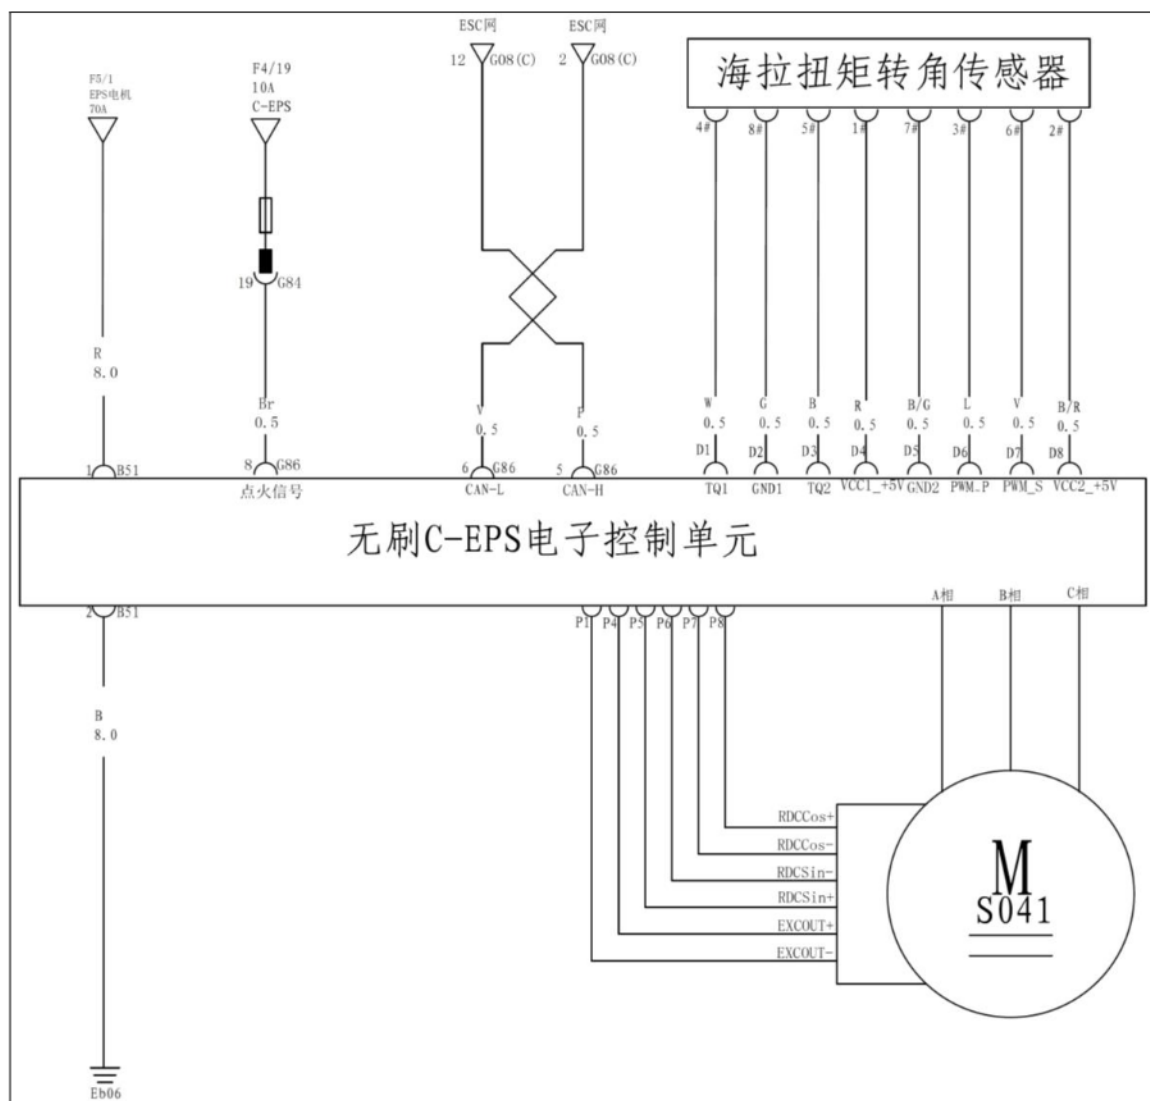 ESC网
ESC网
12 G08(C)
2 G08(C)
F5/1
EPS电机
70A
F4/19
10A
C-EPS
海拉扭矩转角传感器
4# 8# 5# 1# 7# 3# 6# 2#
19 G84
R
8.0
Br
0.5
V
0.5
P
0.5
W
0.5
G
0.5
B
0.5
R
0.5
B/G
0.5
L
0.5
V
0.5
B/R
0.5
D1 D2 D3 D4 D5 D6 D7 D8
1 B51
8 G86
6 G86
5 G86
点火信号
CAN-L
CAN-H
TQ1 GND1 TQ2 VCC1_+5V GND2 PWM_P PWM_S VCC2_+5V
无刷C-EPS电子控制单元
A相 B相 C相
2 B51
P1 P4 P5 P6 P7 P8
B
8.0
RDCCos+
RDCCos-
RDCSin-
RDCSin+
EXCOUT+
EXCOUT-
M
S041
Eb06